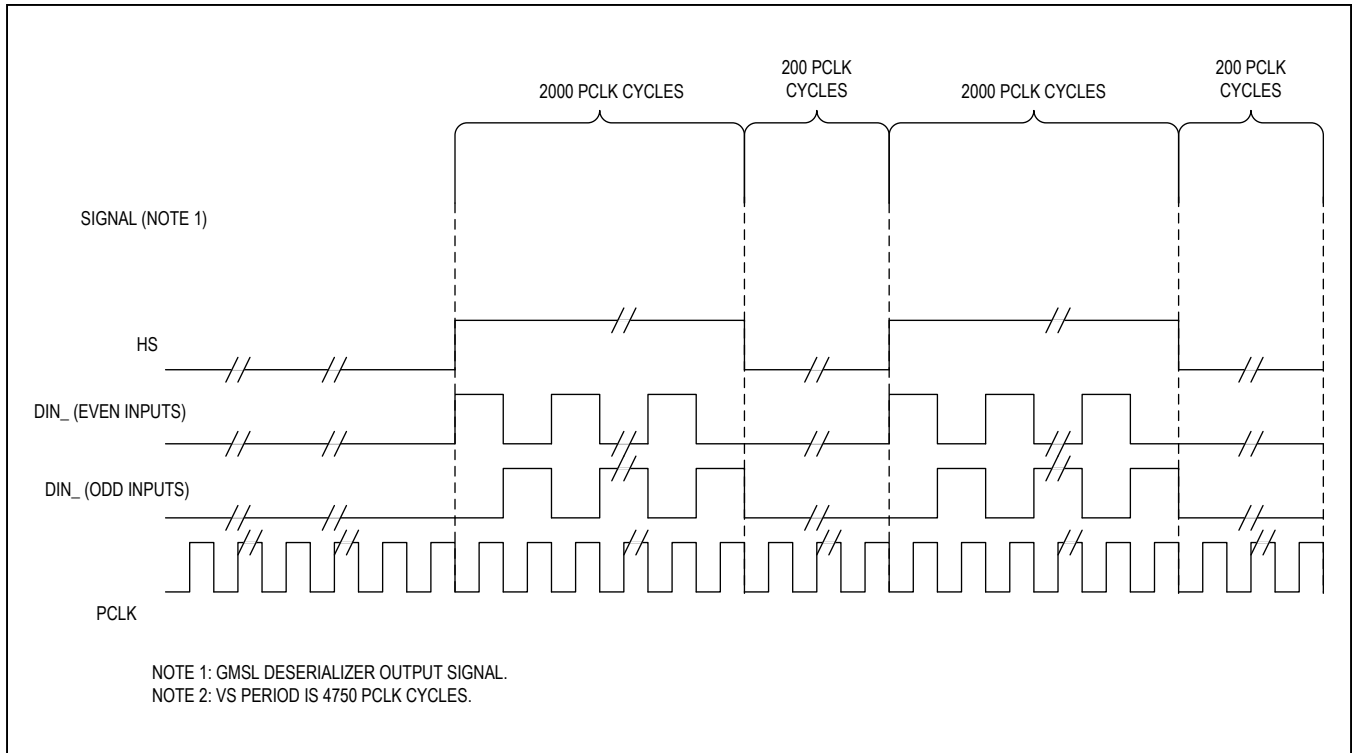 2000 PCLK CYCLES
200 PCLK
CYCLES
2000 PCLK CYCLES
200 PCLK
CYCLES
SIGNAL (NOTE 1)
HS
DIN_ (EVEN INPUTS)
DIN_ (ODD INPUTS)
PCLK
NOTE 1: GMSL DESERIALIZER OUTPUT SIGNAL.
NOTE 2: VS PERIOD IS 4750 PCLK CYCLES.